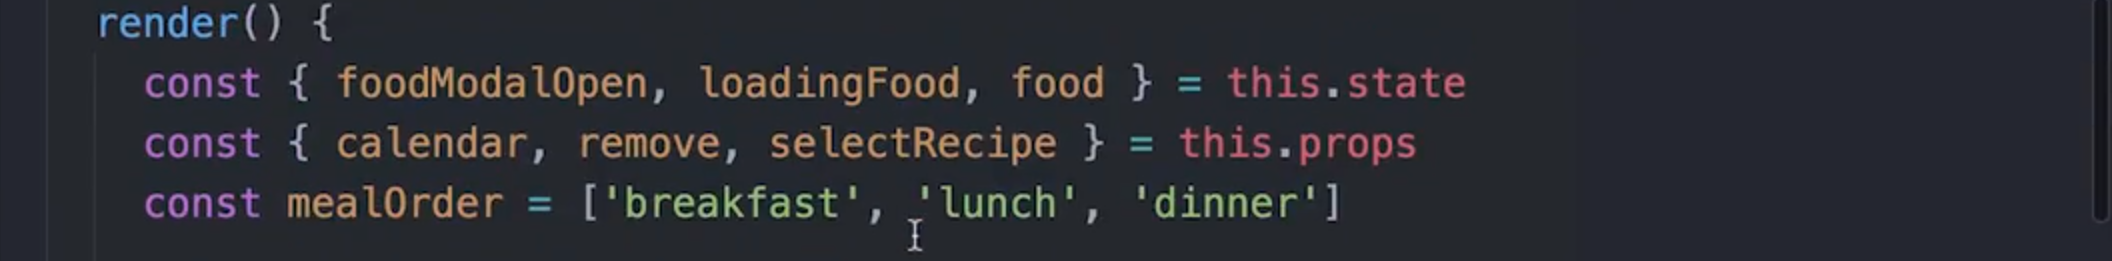 render() {
const { foodModalOpen, loadingFood, food } = this.state
const { calendar, remove, selectRecipe } = this.props
const mealOrder = ['breakfast', 'lunch', 'dinner']